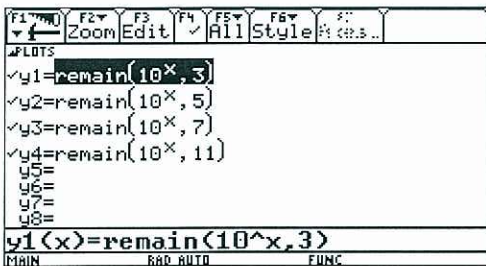 F1 F2 F3 F4 F5 F6
Zoom Edit ✓ All Style
PLOTS
✓y1=remain(10^x,3)
✓y2=remain(10^x,5)
✓y3=remain(10^x,7)
✓y4=remain(10^x,11)
y5=
y6=
y7=
y8=
y1(x)=remain(10^x,3)
MAIN RAD AUTO FUNC